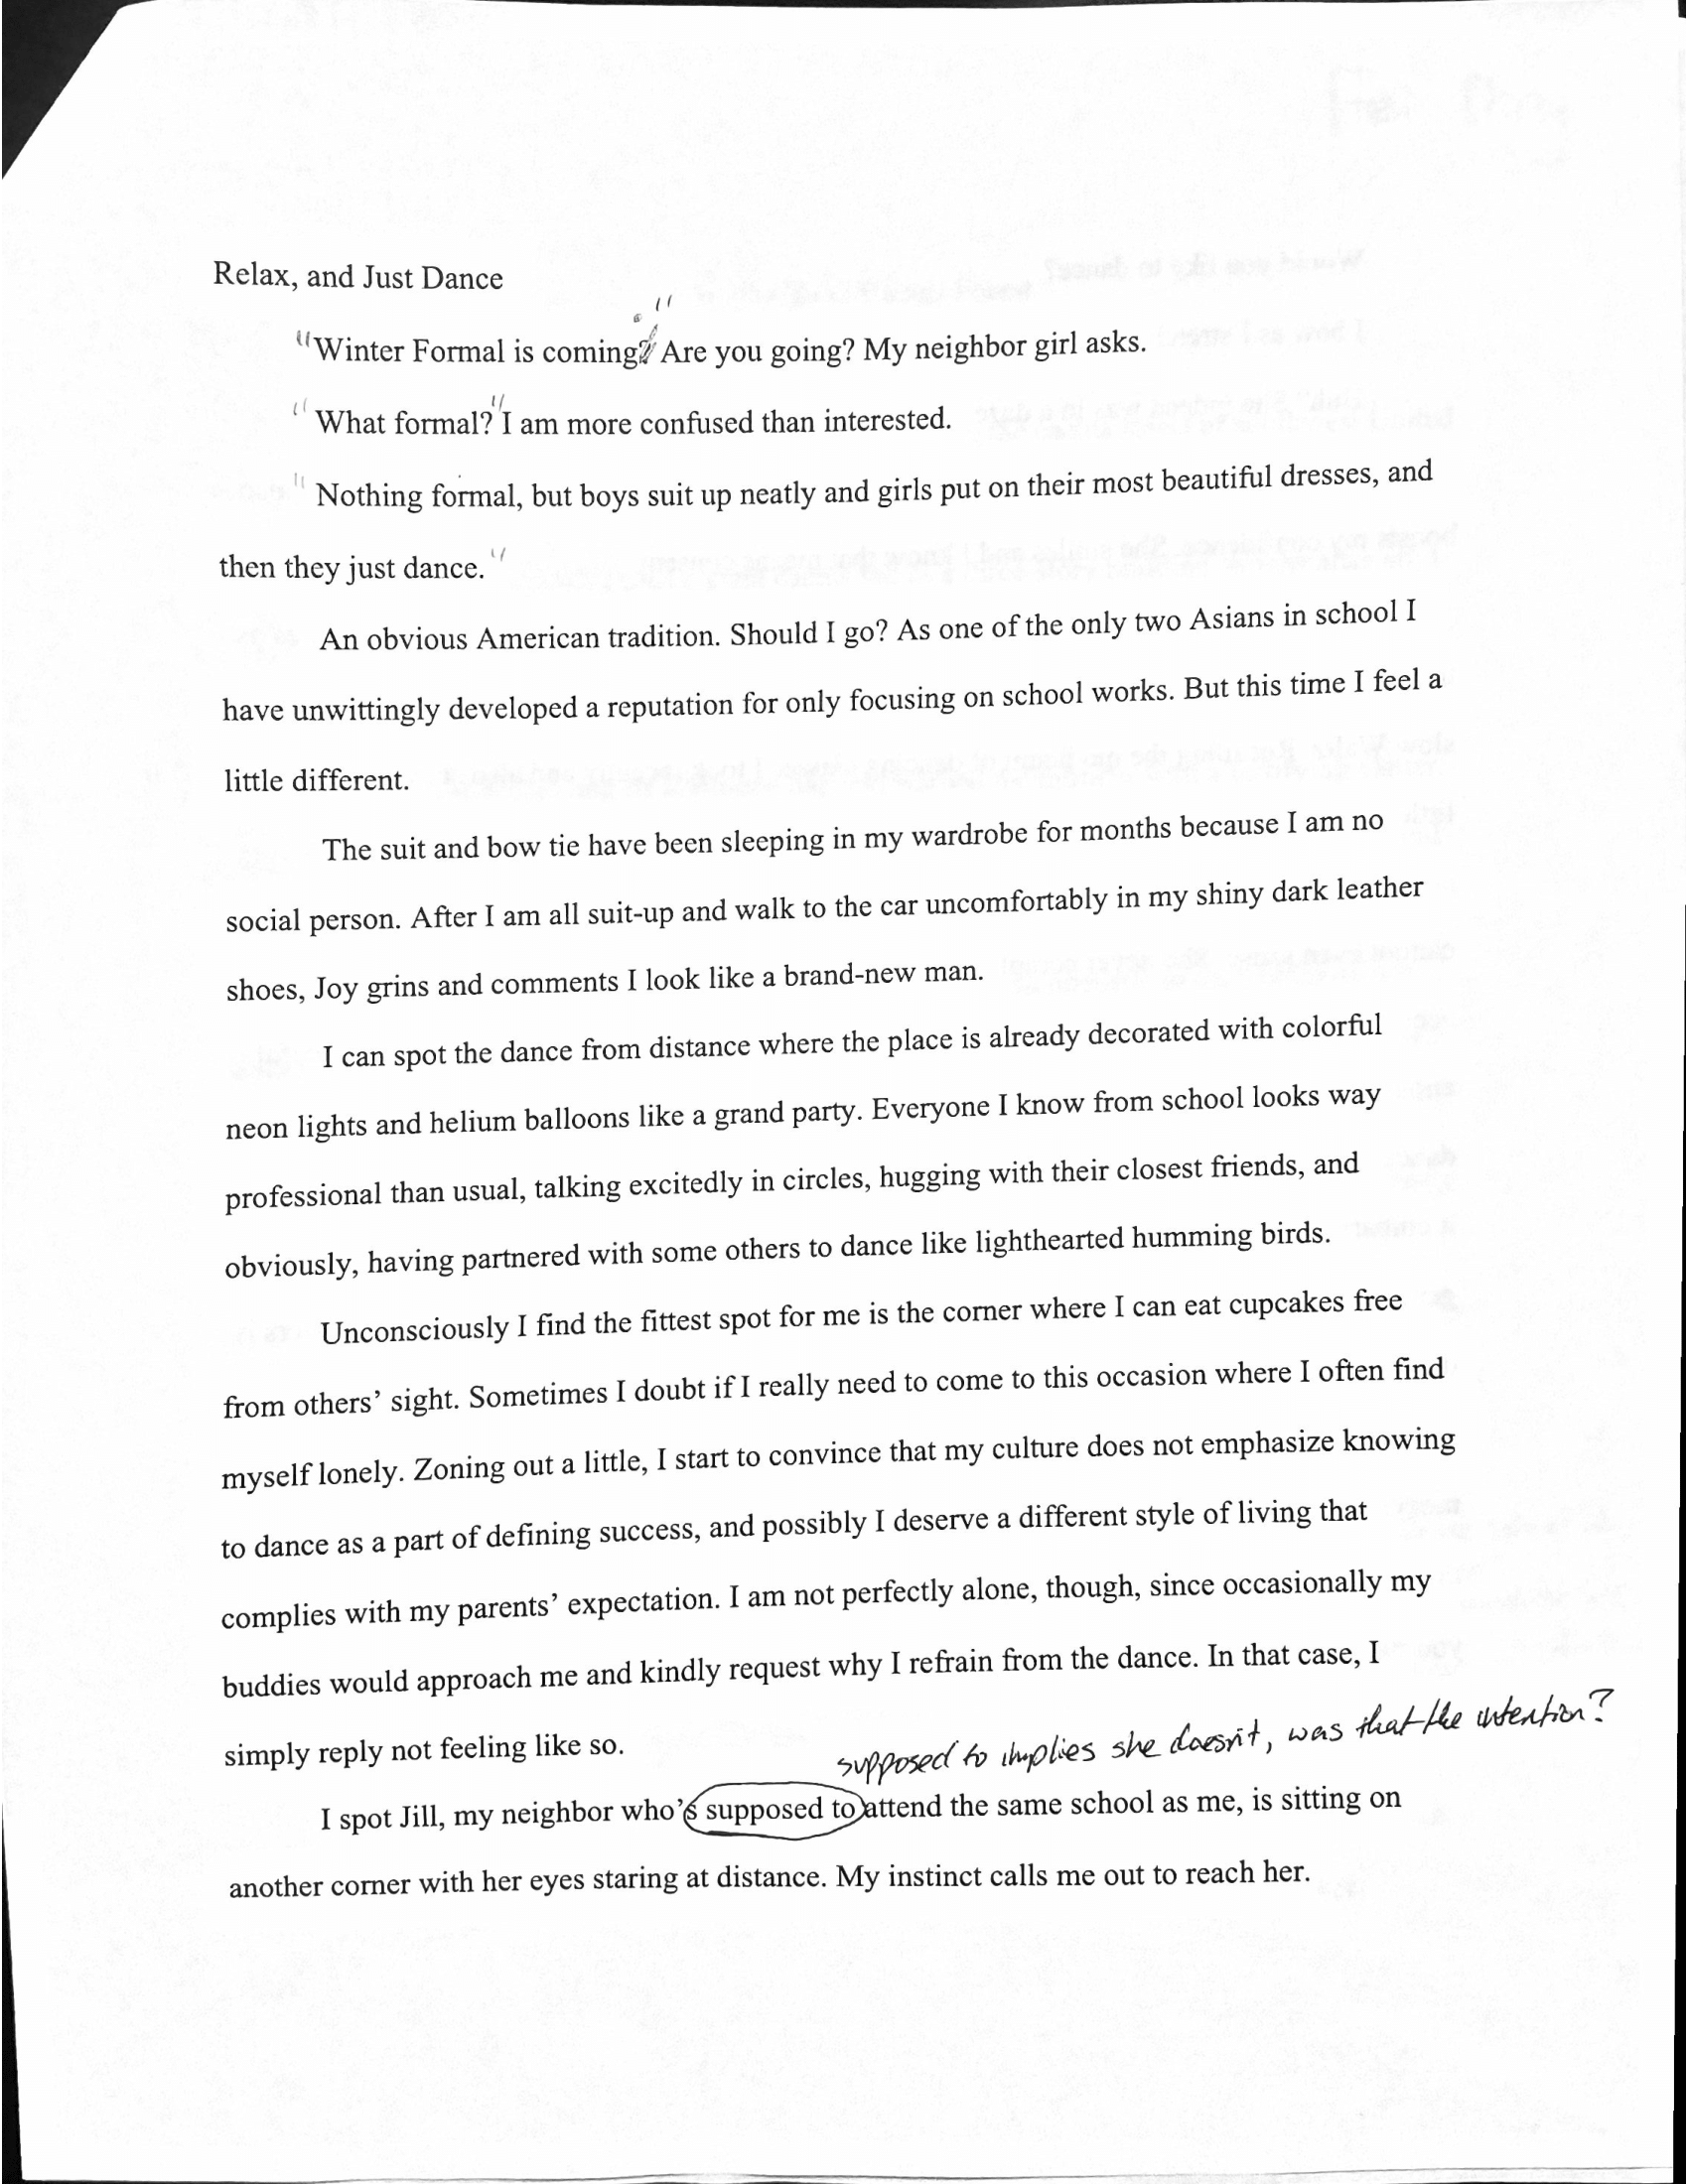 Relax, and Just Dance
"Winter Formal is coming?." Are you going? My neighbor girl asks.
"What formal?" I am more confused than interested.
"Nothing formal, but boys suit up neatly and girls put on their most beautiful dresses, and
then they just dance."
An obvious American tradition. Should I go? As one of the only two Asians in school I
have unwittingly developed a reputation for only focusing on school works. But this time I feel a
little different.
The suit and bow tie have been sleeping in my wardrobe for months because I am no
social person. After I am all suit-up and walk to the car uncomfortably in my shiny dark leather
shoes, Joy grins and comments I look like a brand-new man.
I can spot the dance from distance where the place is already decorated with colorful
neon lights and helium balloons like a grand party. Everyone I know from school looks way
professional than usual, talking excitedly in circles, hugging with their closest friends, and
obviously, having partnered with some others to dance like lighthearted humming birds.
Unconsciously I find the fittest spot for me is the corner where I can eat cupcakes free
from others' sight. Sometimes I doubt if I really need to come to this occasion where I often find
myself lonely. Zoning out a little, I start to convince that my culture does not emphasize knowing
to dance as a part of defining success, and possibly I deserve a different style of living that
complies with my parents' expectation. I am not perfectly alone, though, since occasionally my
buddies would approach me and kindly request why I refrain from the dance. In that case, I
simply reply not feeling like so.
supposed to implies she doesn't, was that the intention?
I spot Jill, my neighbor who's supposed to attend the same school as me, is sitting on
another corner with her eyes staring at distance. My instinct calls me out to reach her.